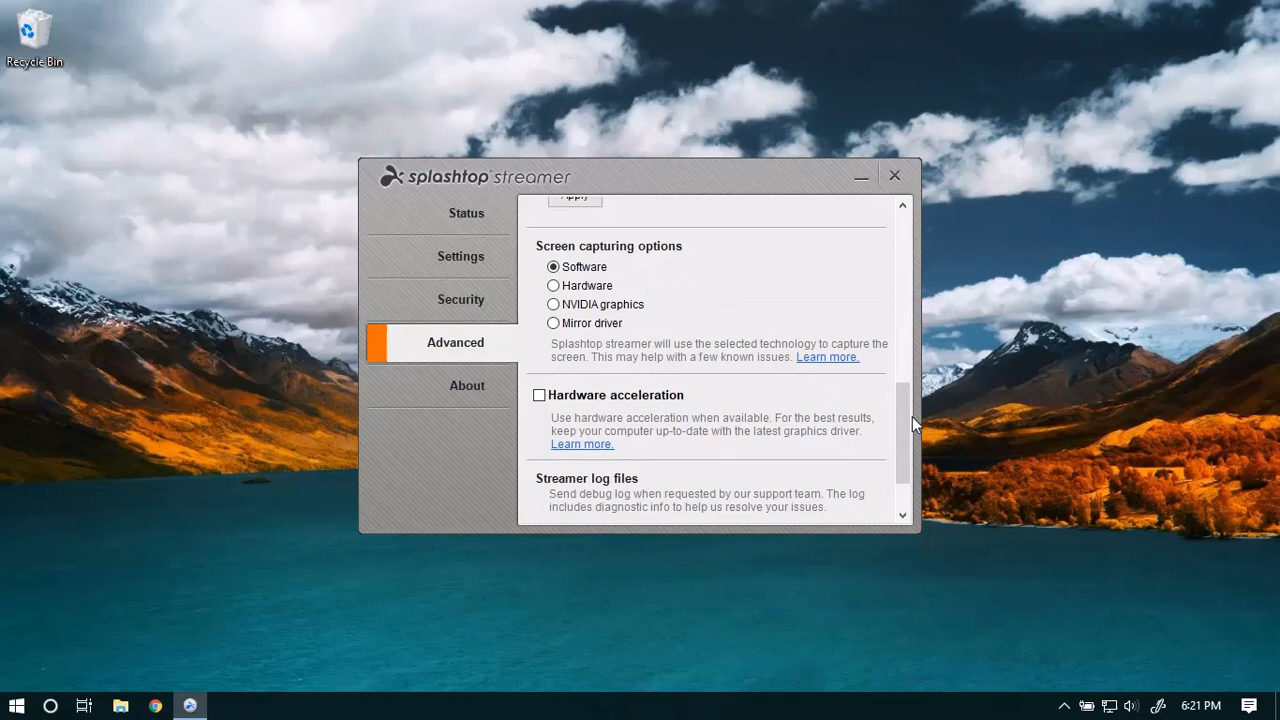 Recycle Bin
splashtop streamer
Status
Settings
Security
Advanced
About
Apply
Screen capturing options
Software
Hardware
NVIDIA graphics
Mirror driver
Splashtop streamer will use the selected technology to capture the
screen. This may help with a few known issues. Learn more.
Hardware acceleration
Use hardware acceleration when available. For the best results,
keep your computer up-to-date with the latest graphics driver.
Learn more.
Streamer log files
Send debug log when requested by our support team. The log
includes diagnostic info to help us resolve your issues.
6:21 PM